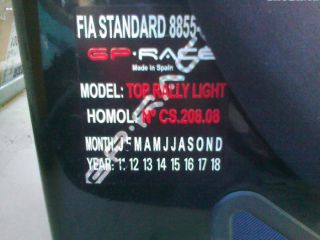 FIA STANDARD 8855-
GP·RACE
Made in Spain
MODEL: TOP RALLY LIGHT
HOMOL: Nº CS.208.08
MONTH: J F M A M J J A S O N D
YEAR: 12 13 14 15 16 17 18